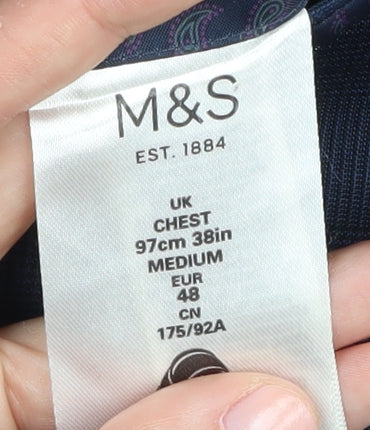 M&S
EST. 1884
UK
CHEST
97cm 38in
MEDIUM
EUR
48
CN
175/92A